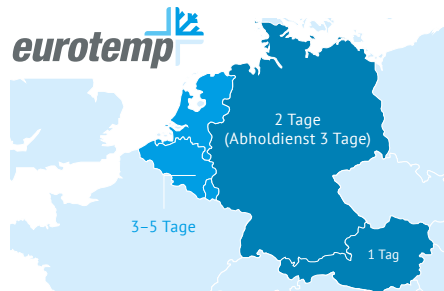 eurotemp
2 Tage
(Abholdienst 3 Tage)
3–5 Tage
1 Tag